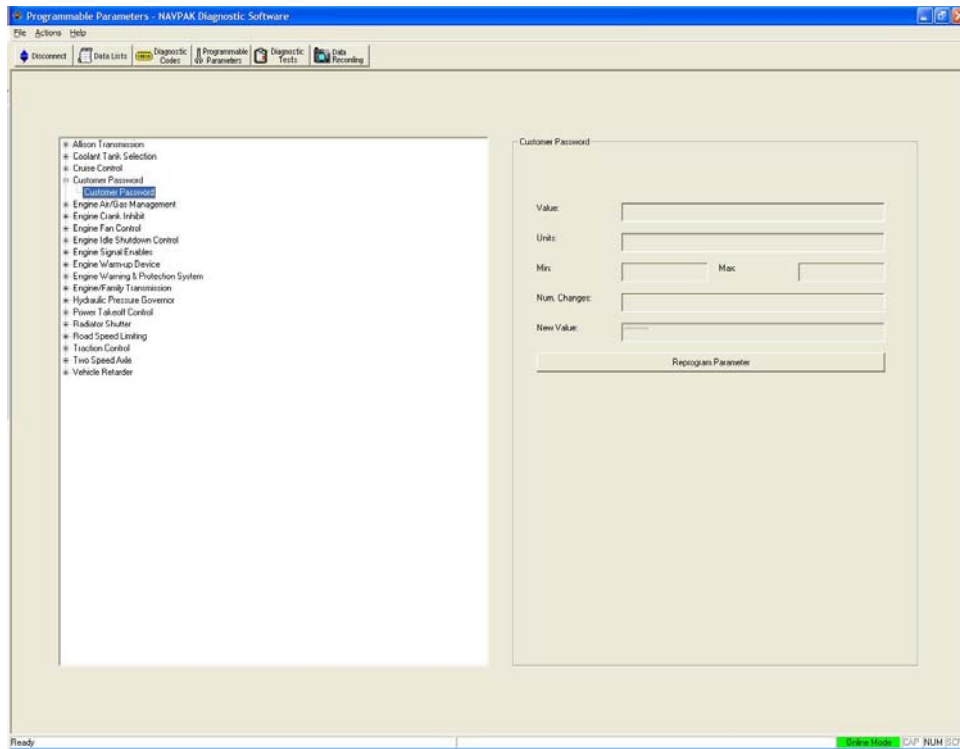 Programmable Parameters - NAVPAK Diagnostic Software
File Actions Help
Disconnect Data Lists Diagnostic Codes Programmable Parameters Diagnostic Tests Data Recording
Allison Transmission
Coolant Tank Selection
Cruise Control
Customer Password
Customer Password
Engine Air/Gas Management
Engine Crank Inhibit
Engine Fan Control
Engine Idle Shutdown Control
Engine Signal Enables
Engine Warm-up Device
Engine Warning & Protection System
Engine/Family Transmission
Hydraulic Pressure Governor
Power Takeoff Control
Radiator Shutter
Road Speed Limiting
Traction Control
Two Speed Axle
Vehicle Retarder
Customer Password
Value:
Units:
Min: Max:
Num. Changes:
New Value:
Reprogram Parameter
Ready Online Mode CAP NUM SCR